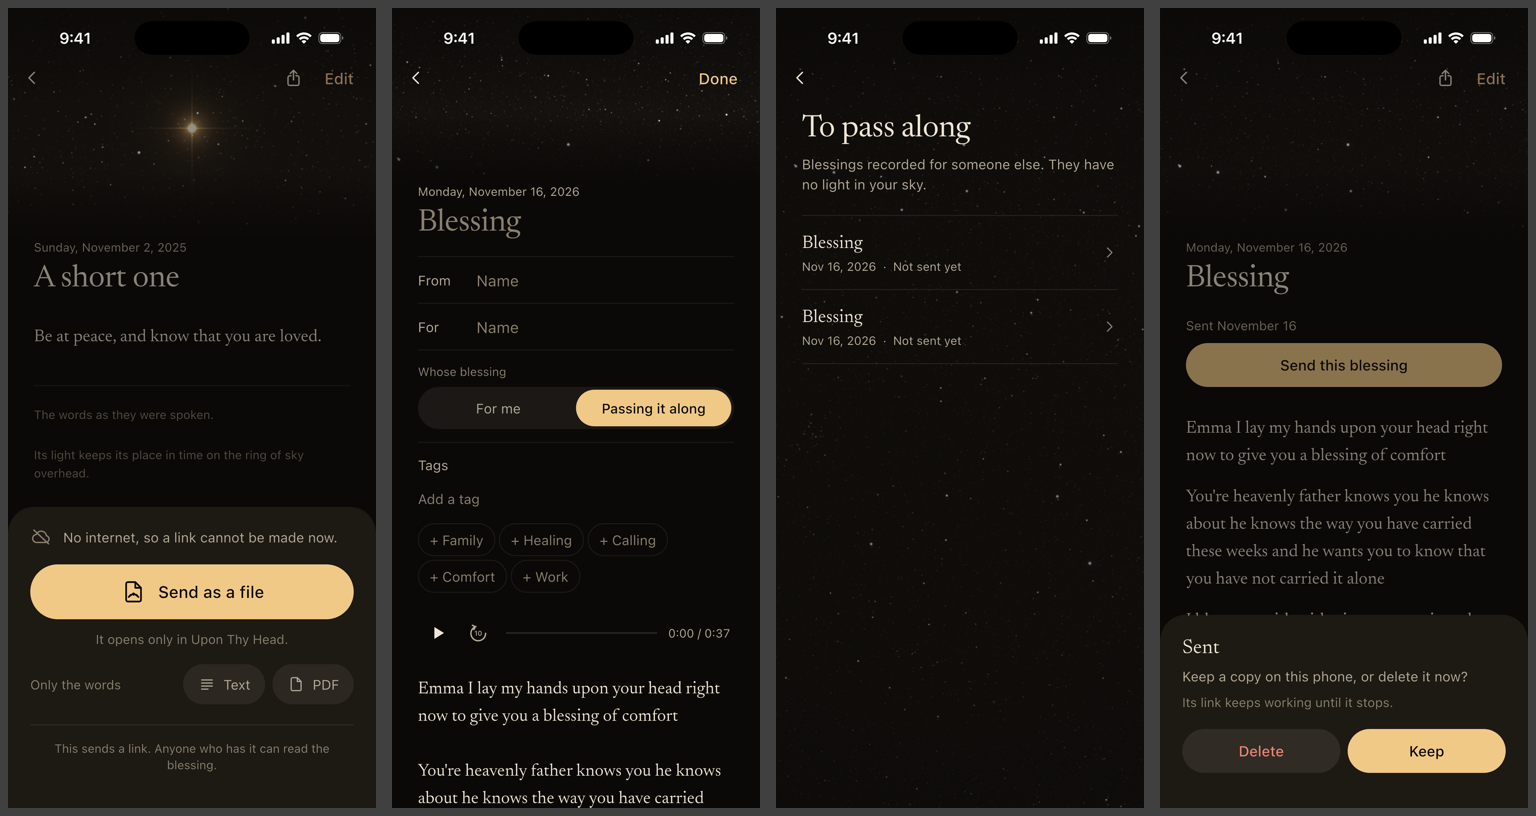 9:41
Edit
Sunday, November 2, 2025
A short one
Be at peace, and know that you are loved.
The words as they were spoken.
Its light keeps its place in time on the ring of sky
overhead.
No internet, so a link cannot be made now.
Send as a file
It opens only in Upon Thy Head.
Only the words
Text
PDF
This sends a link. Anyone who has it can read the
blessing.
9:41
Done
Monday, November 16, 2026
Blessing
From Name
For Name
Whose blessing
For me
Passing it along
Tags
Add a tag
+ Family
+ Healing
+ Calling
+ Comfort
+ Work
10
0:00 / 0:37
Emma I lay my hands upon your head right
now to give you a blessing of comfort
You're heavenly father knows you he knows
about he knows the way you have carried
9:41
To pass along
Blessings recorded for someone else. They have
no light in your sky.
Blessing
Nov 16, 2026 · Not sent yet
Blessing
Nov 16, 2026 · Not sent yet
9:41
Edit
Monday, November 16, 2026
Blessing
Sent November 16
Send this blessing
Emma I lay my hands upon your head right
now to give you a blessing of comfort
You're heavenly father knows you he knows
about he knows the way you have carried
these weeks and he wants you to know that
you have not carried it alone
Sent
Keep a copy on this phone, or delete it now?
Its link keeps working until it stops.
Delete
Keep